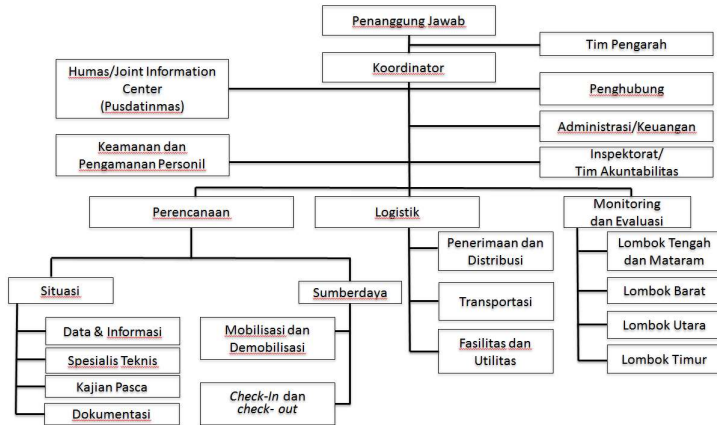 Penanggung Jawab
Tim Pengarah
Koordinator
Humas/Joint Information
Center
(Pusdatinmas)
Penghubung
Administrasi/Keuangan
Keamanan dan
Pengamanan Personil
Inspektorat/
Tim Akuntabilitas
Perencanaan
Logistik
Monitoring
dan Evaluasi
Penerimaan dan
Distribusi
Lombok Tengah
dan Mataram
Situasi
Sumberdaya
Transportasi
Lombok Barat
Data & Informasi
Mobilisasi dan
Demobilisasi
Fasilitas dan
Utilitas
Lombok Utara
Spesialis Teknis
Lombok Timur
Kajian Pasca
Check-In dan
check- out
Dokumentasi